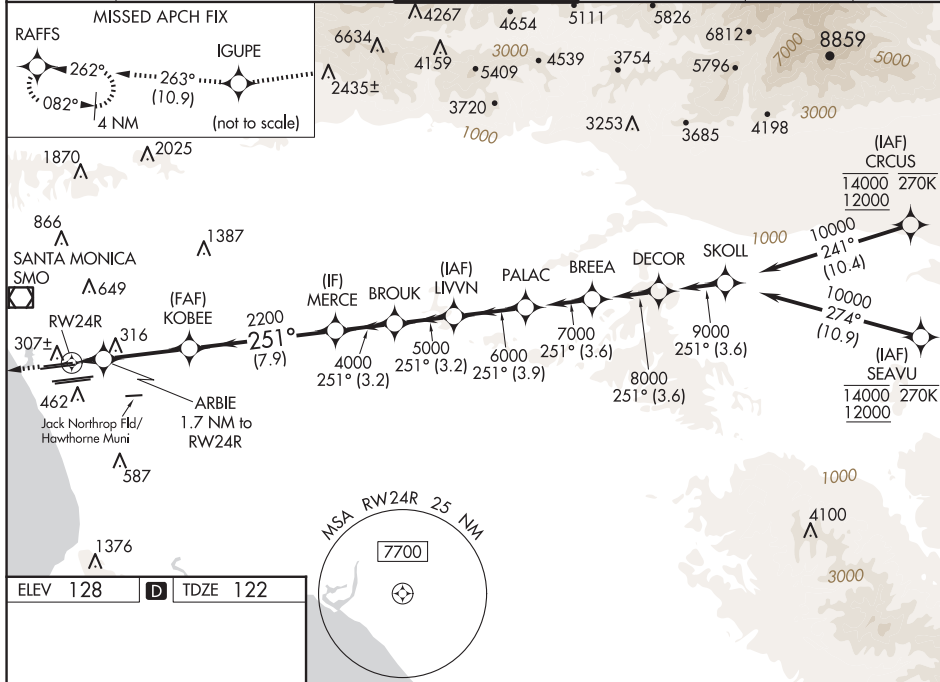 MISSED APCH FIX
RAFFS
IGUPE
262°
263°
(10.9)
082°
4 NM
(not to scale)
4267
4654
5111
5826
6634
4159
3000
5409
4539
3754
6812
7000
8859
5000
5796
2435±
3720
1000
3253
3685
4198
3000
1870
2025
(IAF)
CRCUS
14000 270K
12000
866
1387
SANTA MONICA
SMO
649
1000
10000
241°
(10.4)
(IF)
MERCE
BROUK
(IAF)
LIVVN
PALAC
BREEA
DECOR
SKOLL
(FAF)
KOBEE
RW24R
307±
316
2200
251°
(7.9)
4000
251° (3.2)
5000
251° (3.2)
6000
251° (3.9)
7000
251° (3.6)
8000
251° (3.6)
9000
251° (3.6)
10000
274°
(10.9)
(IAF)
SEAVU
14000 270K
12000
462
Jack Northrop Fld/
Hawthorne Muni
ARBIE
1.7 NM to
RW24R
587
1376
1000
4100
3000
MSA RW24R 25 NM
7700
ELEV 128 D TDZE 122